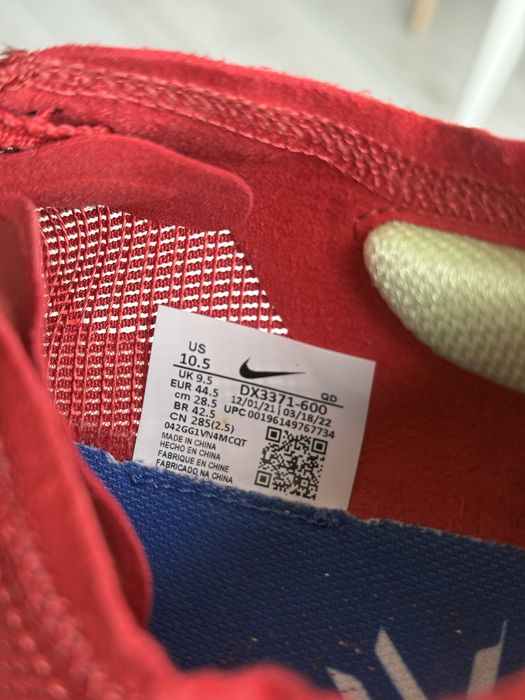 US
10.5
UK 9.5
EUR 44.5
cm 28.5
BR 42.5
CN 285(2.5)
042GG1VN4MCQT
MADE IN CHINA
HECHO EN CHINA
FABRIQUE EN CHINE
FABRICADO NA CHINA
QD
DX3371-600
12/01/21 | 03/18/22
UPC 00196149767734